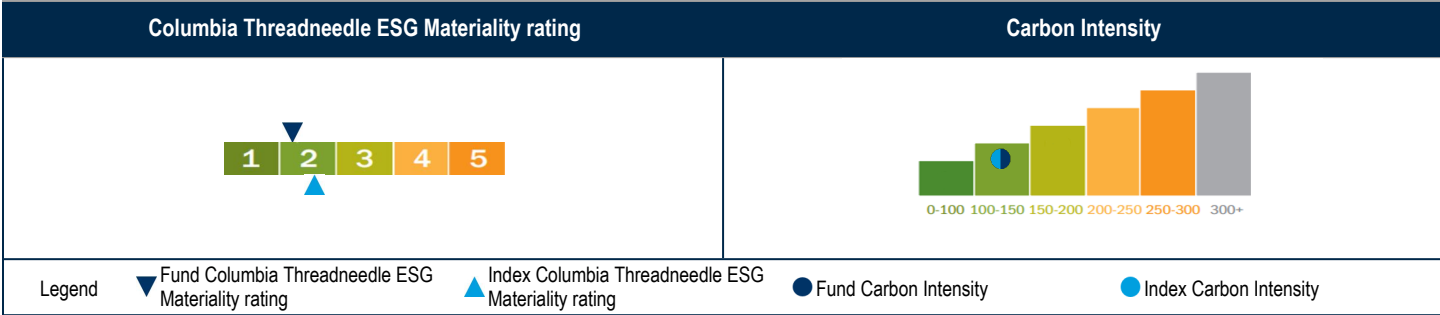 Columbia Threadneedle ESG Materiality rating
Carbon Intensity
1 2 3 4 5
0-100 100-150 150-200 200-250 250-300 300+
Legend
Fund Columbia Threadneedle ESG
Materiality rating
Index Columbia Threadneedle ESG
Materiality rating
Fund Carbon Intensity
Index Carbon Intensity